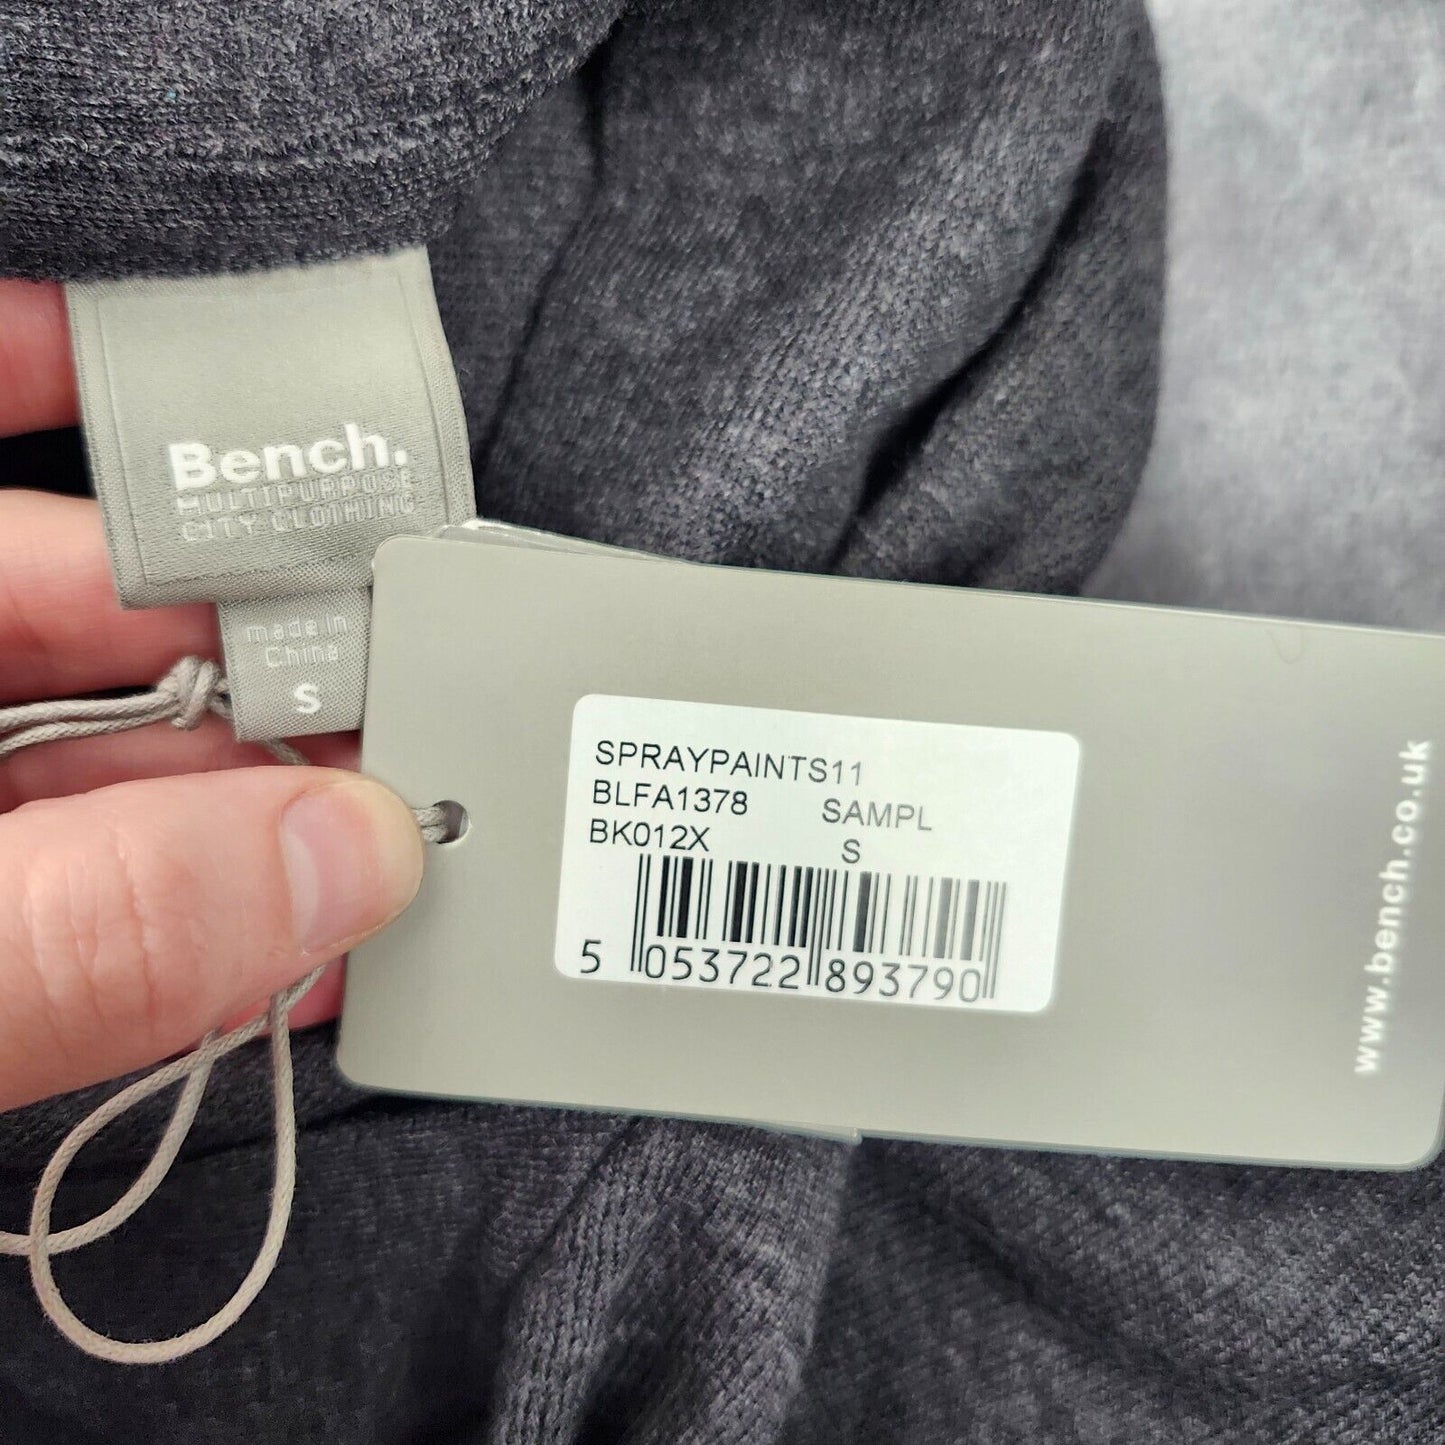 Bench.
MULTIPURPOSE
CITY CLOTHING
made in
China
S
SPRAYPAINTS11
BLFA1378 SAMPL
BK012X S
5 053722 893790
www.bench.co.uk